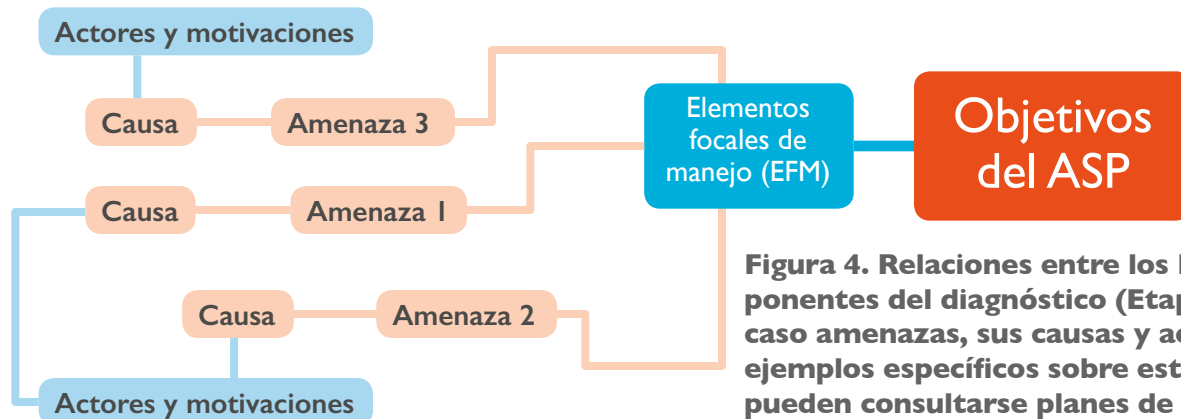 Actores y motivaciones
Causa
Amenaza 3
Causa
Amenaza 1
Causa
Amenaza 2
Actores y motivaciones
Elementos
focales de
manejo (EFM)
Objetivos
del ASP
Figura 4. Relaciones entre los
ponentes del diagnóstico (Etap
caso amenazas, sus causas y a
ejemplos específicos sobre est
pueden consultarse planes de